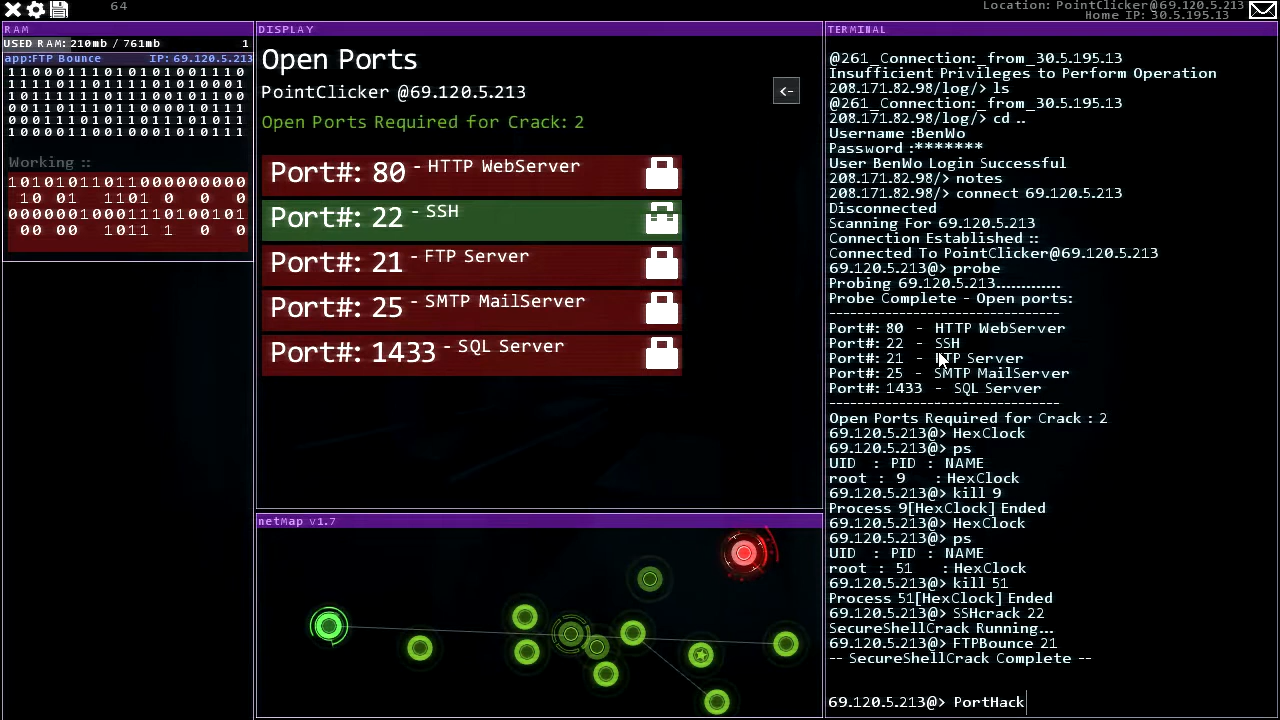 64
Location: PointClicker@69.120.5.213
Home IP: 30.5.195.13
RAM
USED RAM: 210mb / 761mb 1
app:FTP Bounce IP: 69.120.5.213
Working ::
DISPLAY
Open Ports
PointClicker @69.120.5.213
<-
Open Ports Required for Crack: 2
Port#: 80 - HTTP WebServer
Port#: 22 - SSH
Port#: 21 - FTP Server
Port#: 25 - SMTP MailServer
Port#: 1433 - SQL Server
netMap v1.7
TERMINAL
@261_Connection:_from_30.5.195.13
Insufficient Privileges to Perform Operation
208.171.82.98/log/> ls
@261_Connection:_from_30.5.195.13
208.171.82.98/log/> cd ..
Username :BenWo
Password :*******
User BenWo Login Successful
208.171.82.98/> notes
208.171.82.98/> connect 69.120.5.213
Disconnected
Scanning For 69.120.5.213
Connection Established ::
Connected To PointClicker@69.120.5.213
69.120.5.213@> probe
Probing 69.120.5.213.............
Probe Complete - Open ports:
---------------------------------
Port#: 80 - HTTP WebServer
Port#: 22 - SSH
Port#: 21 - FTP Server
Port#: 25 - SMTP MailServer
Port#: 1433 - SQL Server
---------------------------------
Open Ports Required for Crack : 2
69.120.5.213@> HexClock
69.120.5.213@> ps
UID : PID : NAME
root : 9 : HexClock
69.120.5.213@> kill 9
Process 9[HexClock] Ended
69.120.5.213@> HexClock
69.120.5.213@> ps
UID : PID : NAME
root : 51 : HexClock
69.120.5.213@> kill 51
Process 51[HexClock] Ended
69.120.5.213@> SSHcrack 22
SecureShellCrack Running...
69.120.5.213@> FTPBounce 21
-- SecureShellCrack Complete --
69.120.5.213@> PortHack